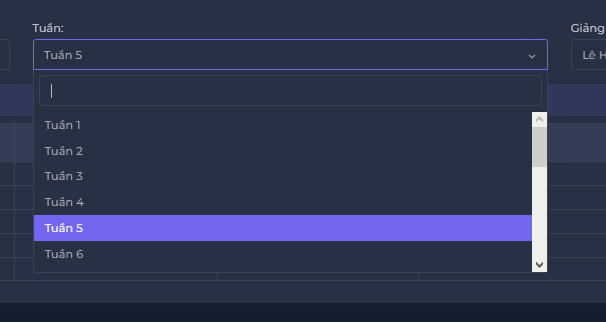 Tuần:
Giảng
Tuần 5
Lê H
Tuần 1
Tuần 2
Tuần 3
Tuần 4
Tuần 5
Tuần 6